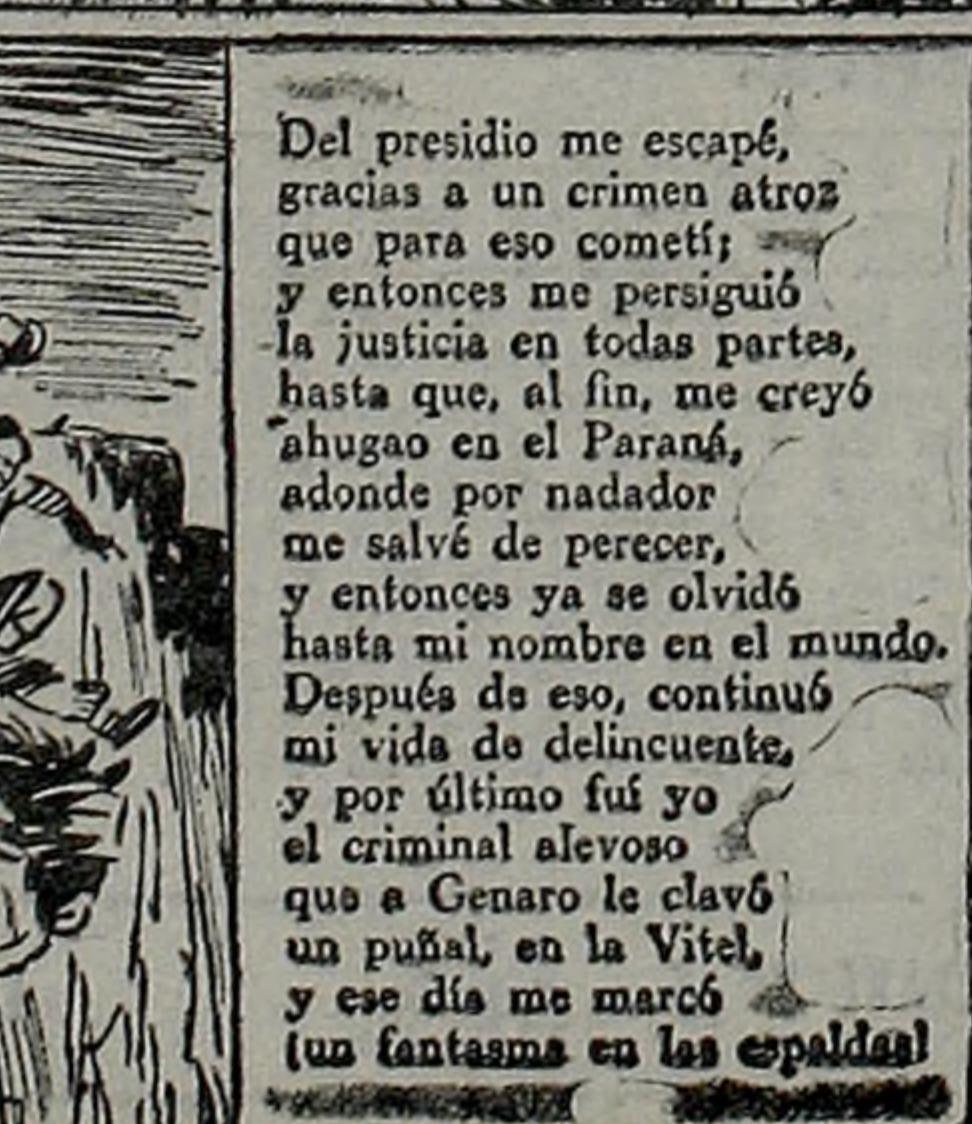 Del presidio me escapé,
gracias a un crimen atroz
que para eso cometí;
y entonces me persiguió
la justicia en todas partes,
hasta que, al fin, me creyó
ahugao en el Paraná,
adonde por nadador
me salvé de perecer,
y entonces ya se olvidó
hasta mi nombre en el mundo.
Después de eso, continuó
mi vida de delincuente,
y por último fuí yo
el criminal alevoso
que a Genaro le clavó
un puñal, en la Vitel,
y ese día me marcó
¡un fantasma en las espaldas!